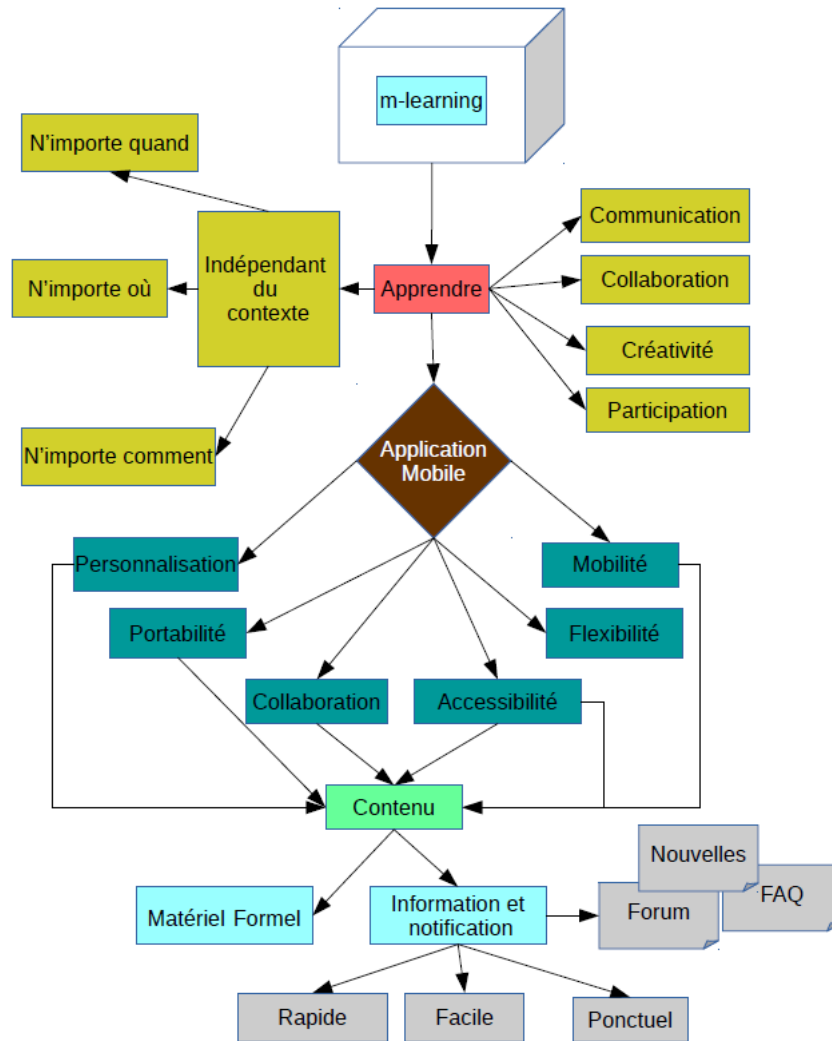 m-learning
N'importe quand
Communication
Indépendant
du
contexte
N'importe où
Apprendre
Collaboration
Créativité
Participation
N'importe comment
Application
Mobile
Personnalisation
Mobilité
Portabilité
Flexibilité
Collaboration
Accessibilité
Contenu
Nouvelles
FAQ
Forum
Matériel Formel
Information et
notification
Rapide
Facile
Ponctuel